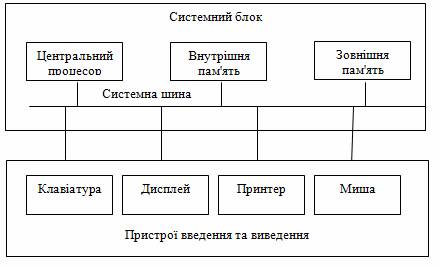 Системний блок
Центральний процесор
Внутрішня пам'ять
Зовнішня пам'ять
Системна шина
Клавіатура
Дисплей
Принтер
Миша
Пристрої введення та виведення